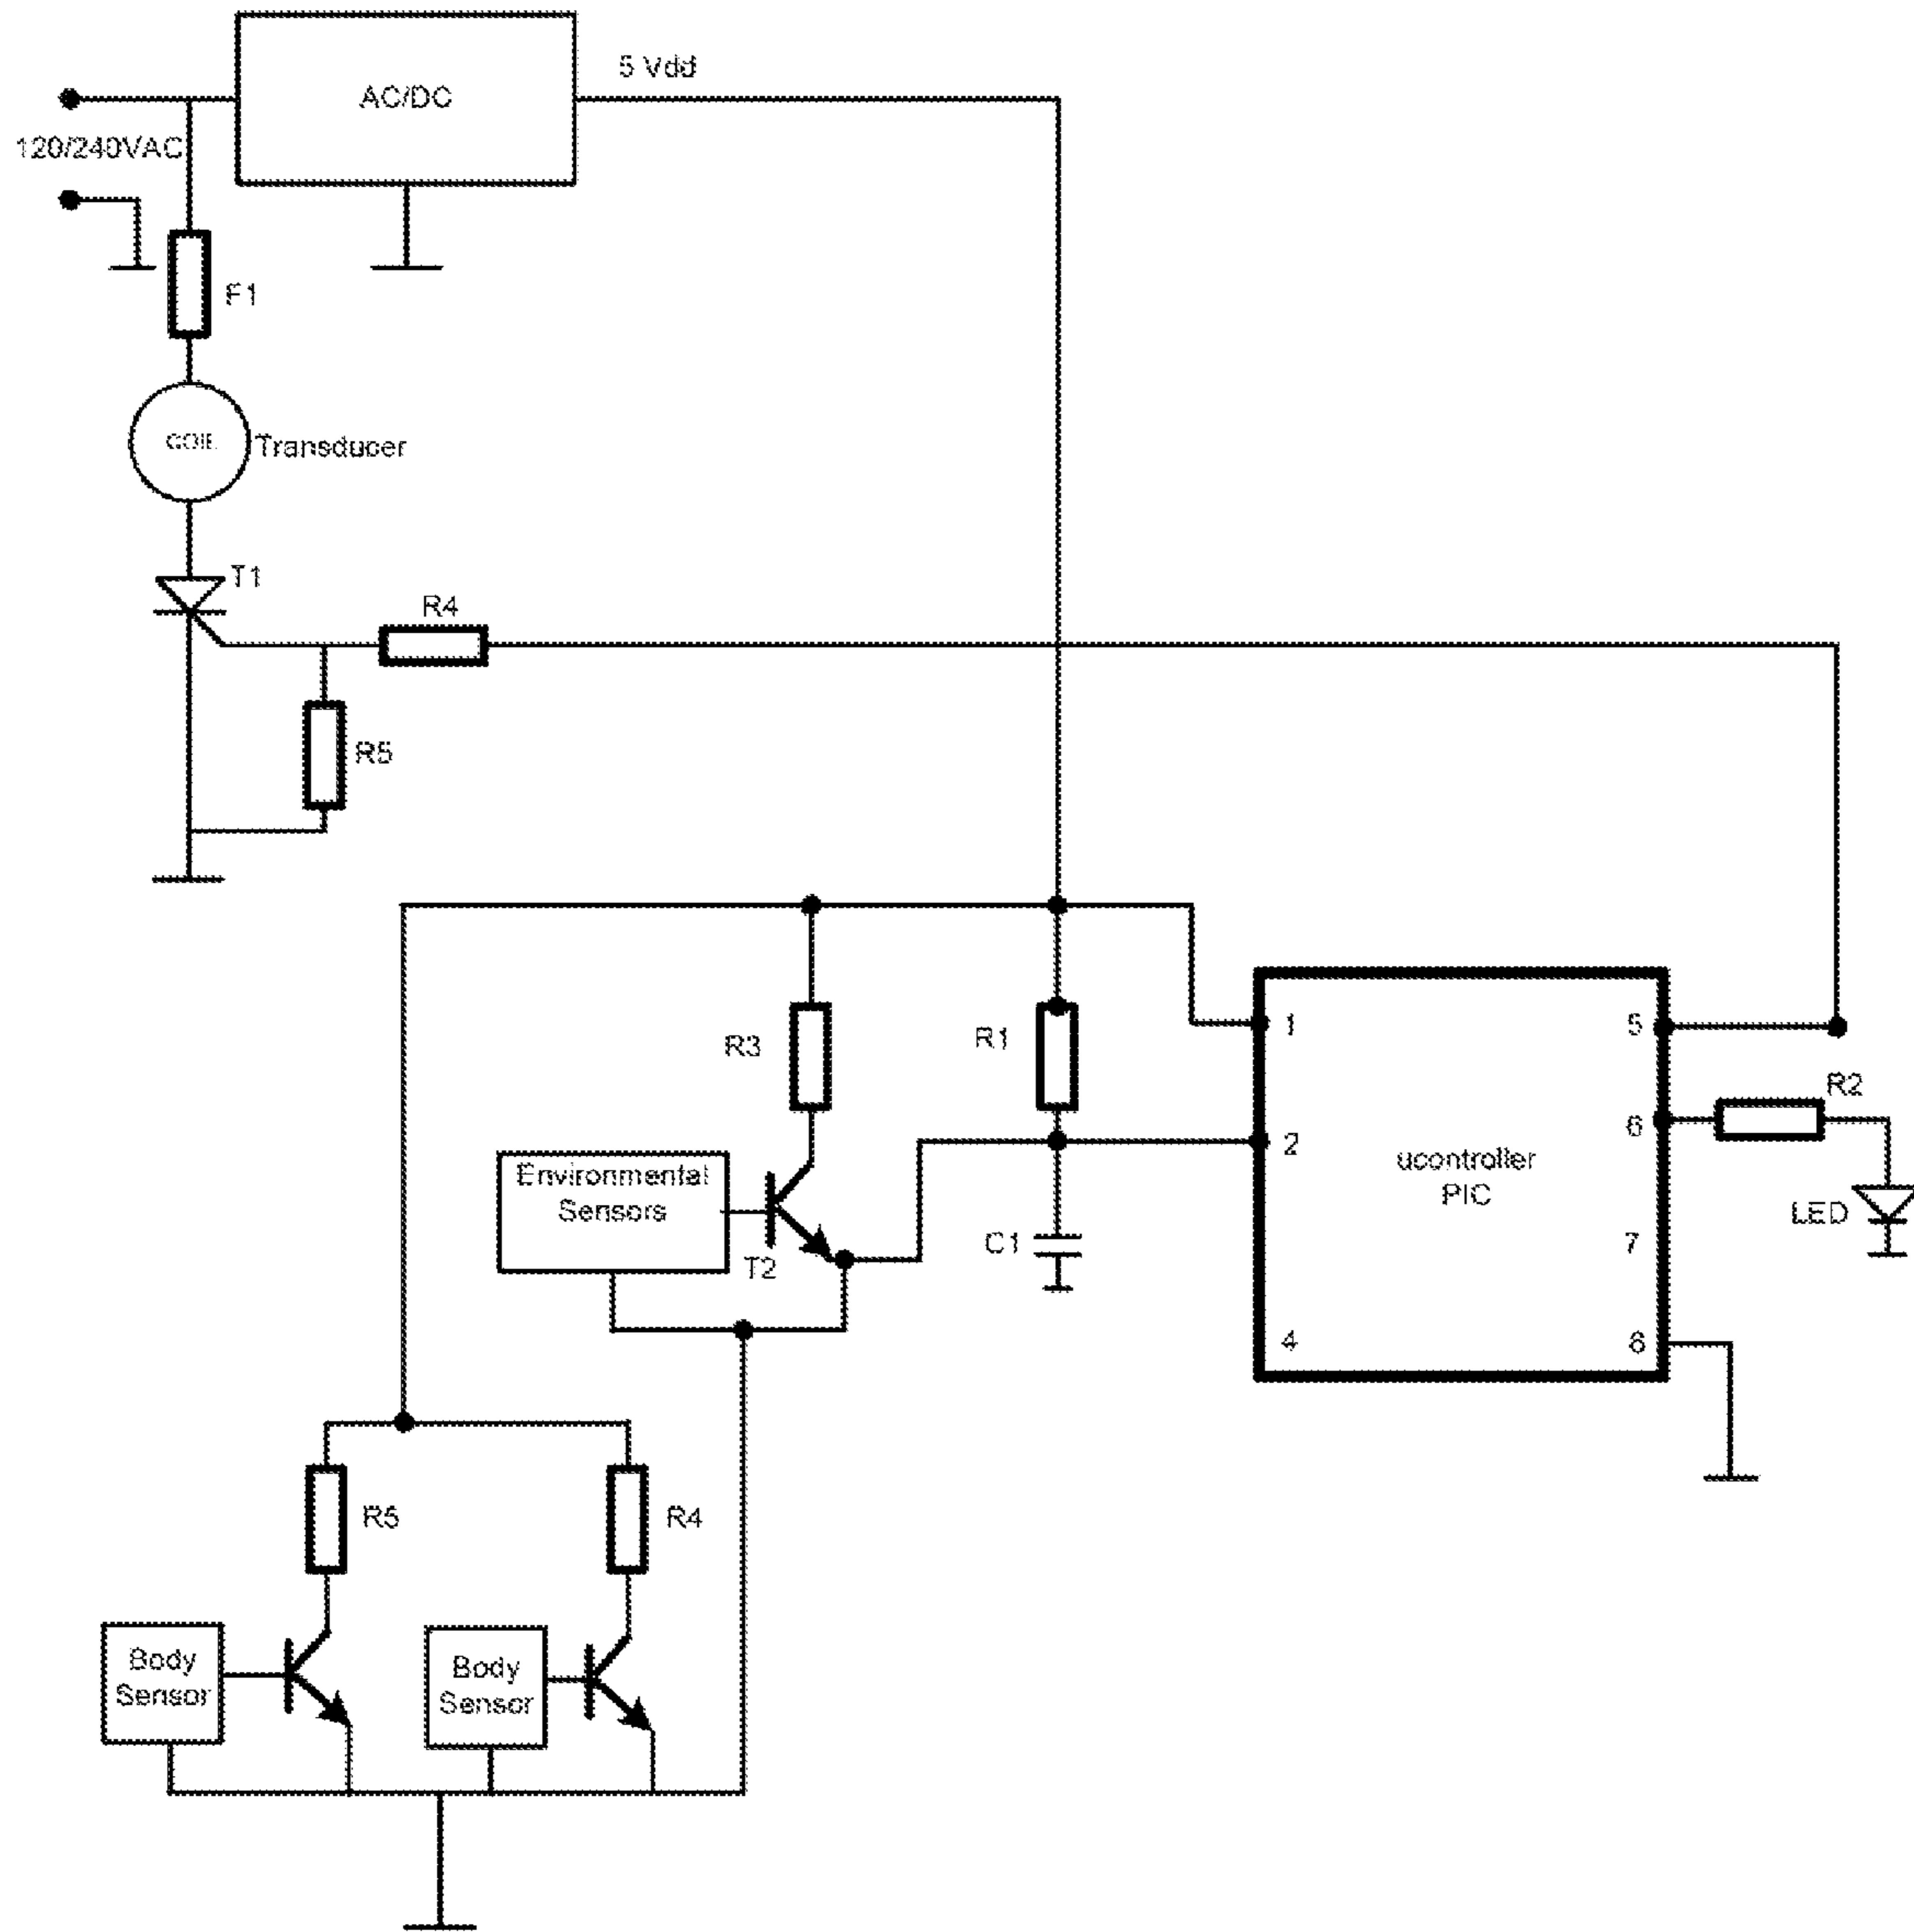 5 Vdd
AC/DC
120/240VAC
F1
COIL
Transducer
T1
R4
R5
R3
R1
1
5
R2
6
2
Environmental
Sensors
ucontroller
PIC
LED
C1
7
T2
4
8
R5
R4
Body
Sensor
Body
Sensor